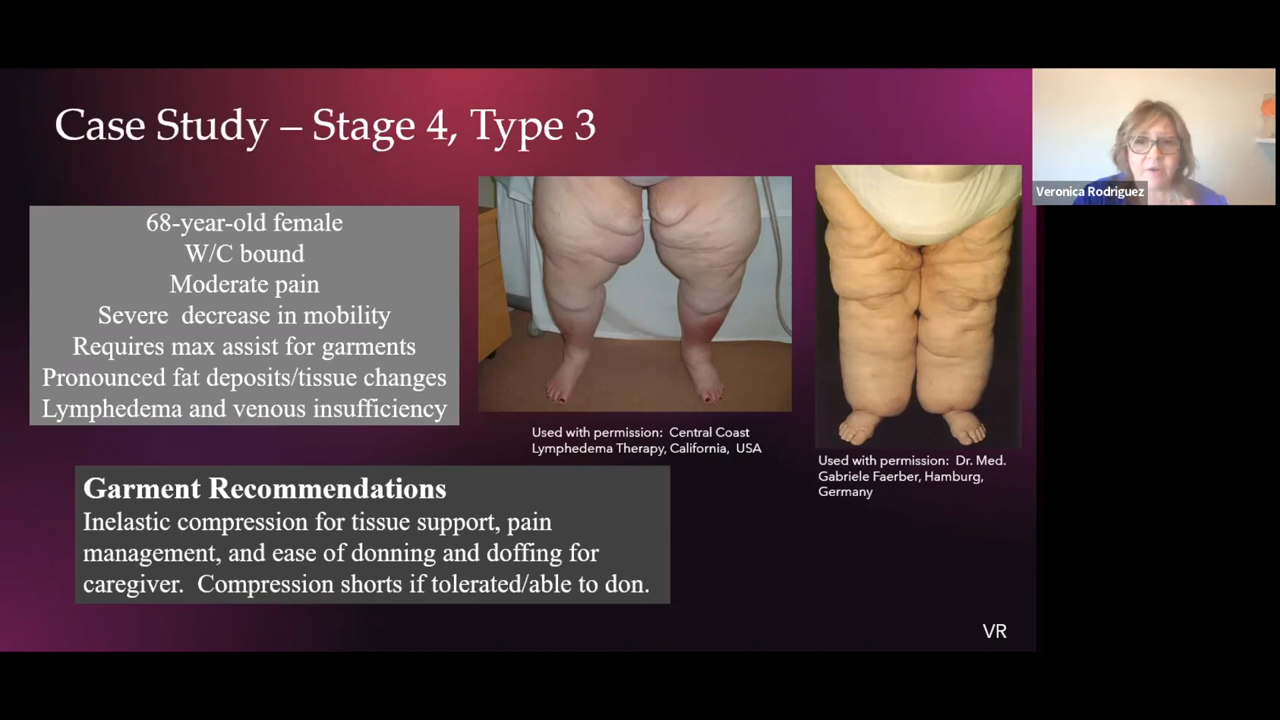 Case Study – Stage 4, Type 3
68-year-old female
W/C bound
Moderate pain
Severe  decrease in mobility
Requires max assist for garments
Pronounced fat deposits/tissue changes
Lymphedema and venous insufficiency
Used with permission:  Central Coast
Lymphedema Therapy, California,  USA
Used with permission:  Dr. Med.
Gabriele Faerber, Hamburg,
Germany
Garment Recommendations
Inelastic compression for tissue support, pain
management, and ease of donning and doffing for
caregiver.  Compression shorts if tolerated/able to don.
VR
Veronica Rodriguez